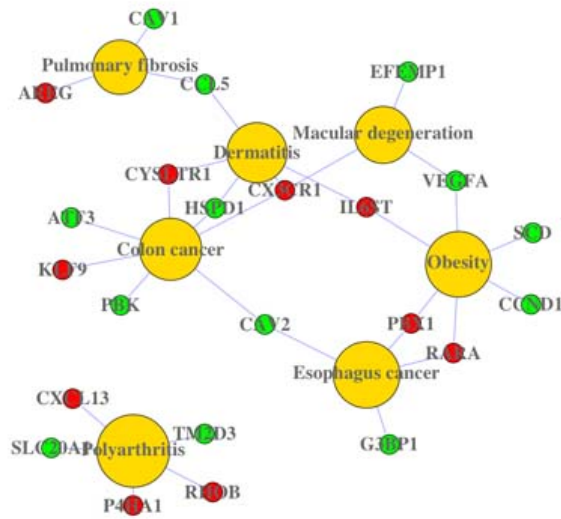 CAV1
Pulmonary fibrosis
EFEMP1
CCL5
AREG
Macular degeneration
Dermatitis
CYSLTR1
VEGFA
CX3CR1
HSPD1
IL6ST
ATF3
SCD
Colon cancer
Obesity
KLF9
PBK
CCND1
CAV2
PBX1
RARA
Esophagus cancer
CXCL13
TM2D3
G3BP1
SLC20A1
Polyarthritis
RHOB
P4HA1